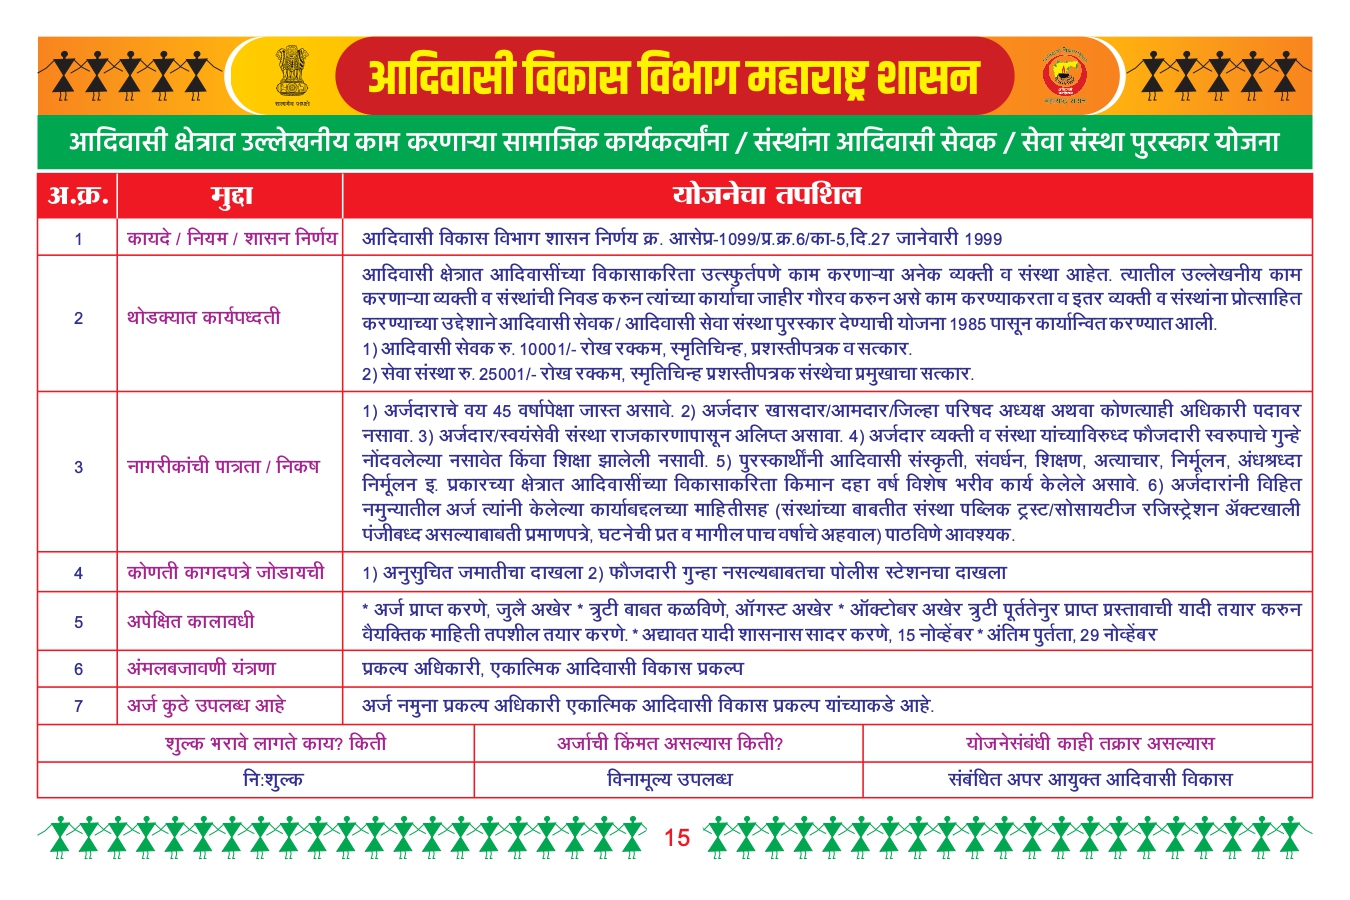 सत्यमेव जयते
आदिवासी विकास विभाग महाराष्ट्र शासन
महाराष्ट्र शासन
आदिवासी क्षेत्रात उल्लेखनीय काम करणाऱ्या सामाजिक कार्यकर्त्यांना / संस्थांना आदिवासी सेवक / सेवा संस्था पुरस्कार योजना
अ.क्र. मुद्दा योजनेचा तपशिल
1 कायदे / नियम / शासन निर्णय आदिवासी विकास विभाग शासन निर्णय क्र. आसेप्र-1099/प्र.क्र.6/का-5,दि.27 जानेवारी 1999
2 थोडक्यात कार्यपध्दती
आदिवासी क्षेत्रात आदिवासींच्या विकासाकरिता उत्स्फुर्तपणे काम करणाऱ्या अनेक व्यक्ती व संस्था आहेत. त्यातील उल्लेखनीय काम
करणाऱ्या व्यक्ती व संस्थांची निवड करुन त्यांच्या कार्याचा जाहीर गौरव करुन असे काम करण्याकरता व इतर व्यक्ती व संस्थांना प्रोत्साहित
करण्याच्या उद्देशाने आदिवासी सेवक / आदिवासी सेवा संस्था पुरस्कार देण्याची योजना 1985 पासून कार्यान्वित करण्यात आली.
1) आदिवासी सेवक रु. 10001/- रोख रक्कम, स्मृतिचिन्ह, प्रशस्तीपत्रक व सत्कार.
2) सेवा संस्था रु. 25001/- रोख रक्कम, स्मृतिचिन्ह प्रशस्तीपत्रक संस्थेचा प्रमुखाचा सत्कार.
3 नागरीकांची पात्रता / निकष
1) अर्जदाराचे वय 45 वर्षापेक्षा जास्त असावे. 2) अर्जदार खासदार/आमदार/जिल्हा परिषद अध्यक्ष अथवा कोणत्याही अधिकारी पदावर
नसावा. 3) अर्जदार/स्वयंसेवी संस्था राजकारणापासून अलिप्त असावा. 4) अर्जदार व्यक्ती व संस्था यांच्याविरुध्द फौजदारी स्वरुपाचे गुन्हे
नोंदवलेल्या नसावेत किंवा शिक्षा झालेली नसावी. 5) पुरस्कार्थींनी आदिवासी संस्कृती, संवर्धन, शिक्षण, अत्याचार, निर्मूलन, अंधश्रध्दा
निर्मूलन इ. प्रकारच्या क्षेत्रात आदिवासींच्या विकासाकरिता किमान दहा वर्ष विशेष भरीव कार्य केलेले असावे. 6) अर्जदारांनी विहित
नमुन्यातील अर्ज त्यांनी केलेल्या कार्याबद्दलच्या माहितीसह (संस्थांच्या बाबतीत संस्था पब्लिक ट्रस्ट/सोसायटीज रजिस्ट्रेशन ॲक्टखाली
पंजीबध्द असल्याबाबती प्रमाणपत्रे, घटनेची प्रत व मागील पाच वर्षाचे अहवाल) पाठविणे आवश्यक.
4 कोणती कागदपत्रे जोडायची 1) अनुसुचित जमातीचा दाखला 2) फौजदारी गुन्हा नसल्यबाबतचा पोलीस स्टेशनचा दाखला
5 अपेक्षित कालावधी
* अर्ज प्राप्त करणे, जुलै अखेर * त्रुटी बाबत कळविणे, ऑगस्ट अखेर * ऑक्टोबर अखेर त्रुटी पूर्ततेनुर प्राप्त प्रस्तावाची यादी तयार करुन
वैयक्तिक माहिती तपशील तयार करणे. * अद्यावत यादी शासनास सादर करणे, 15 नोव्हेंबर * अंतिम पुर्तता, 29 नोव्हेंबर
6 अंमलबजावणी यंत्रणा प्रकल्प अधिकारी, एकात्मिक आदिवासी विकास प्रकल्प
7 अर्ज कुठे उपलब्ध आहे अर्ज नमुना प्रकल्प अधिकारी एकात्मिक आदिवासी विकास प्रकल्प यांच्याकडे आहे.
शुल्क भरावे लागते काय? किती अर्जाची किंमत असल्यास किती? योजनेसंबंधी काही तक्रार असल्यास
नि:शुल्क विनामूल्य उपलब्ध संबंधित अपर आयुक्त आदिवासी विकास
15